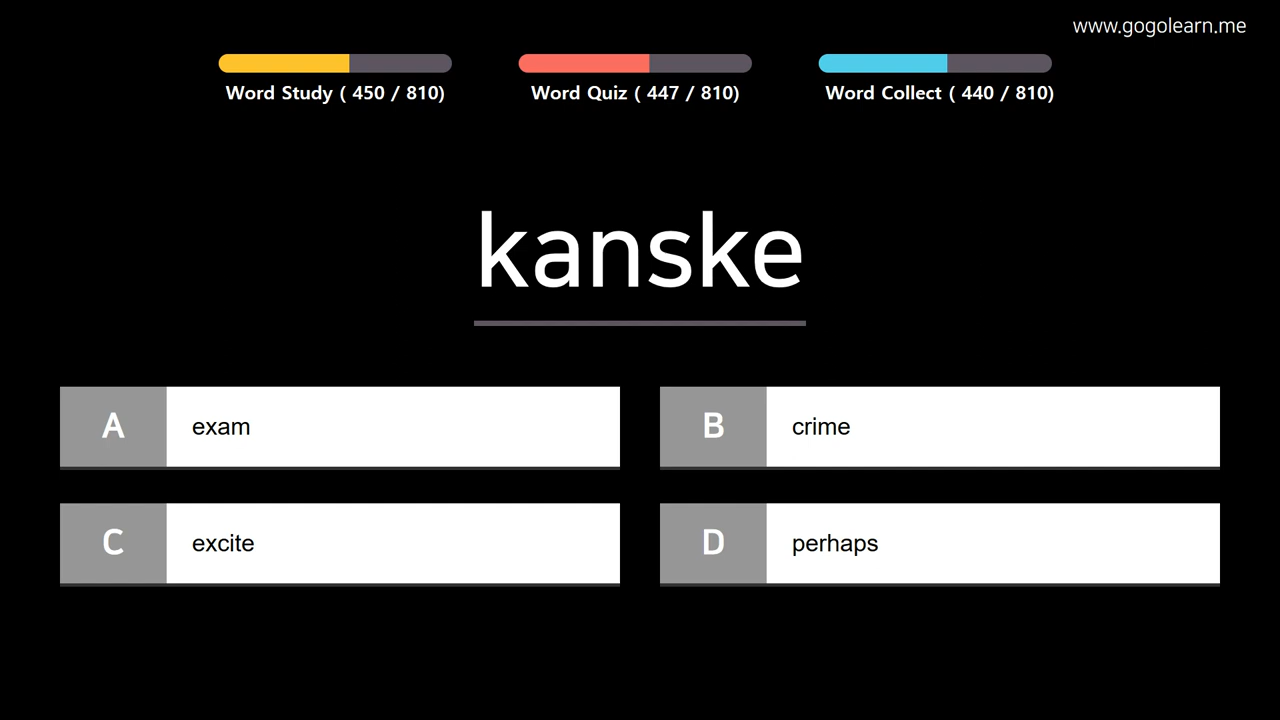 www.gogolearn.me
Word Study ( 450 / 810)
Word Quiz ( 447 / 810)
Word Collect ( 440 / 810)
kanske
A exam
B crime
C excite
D perhaps